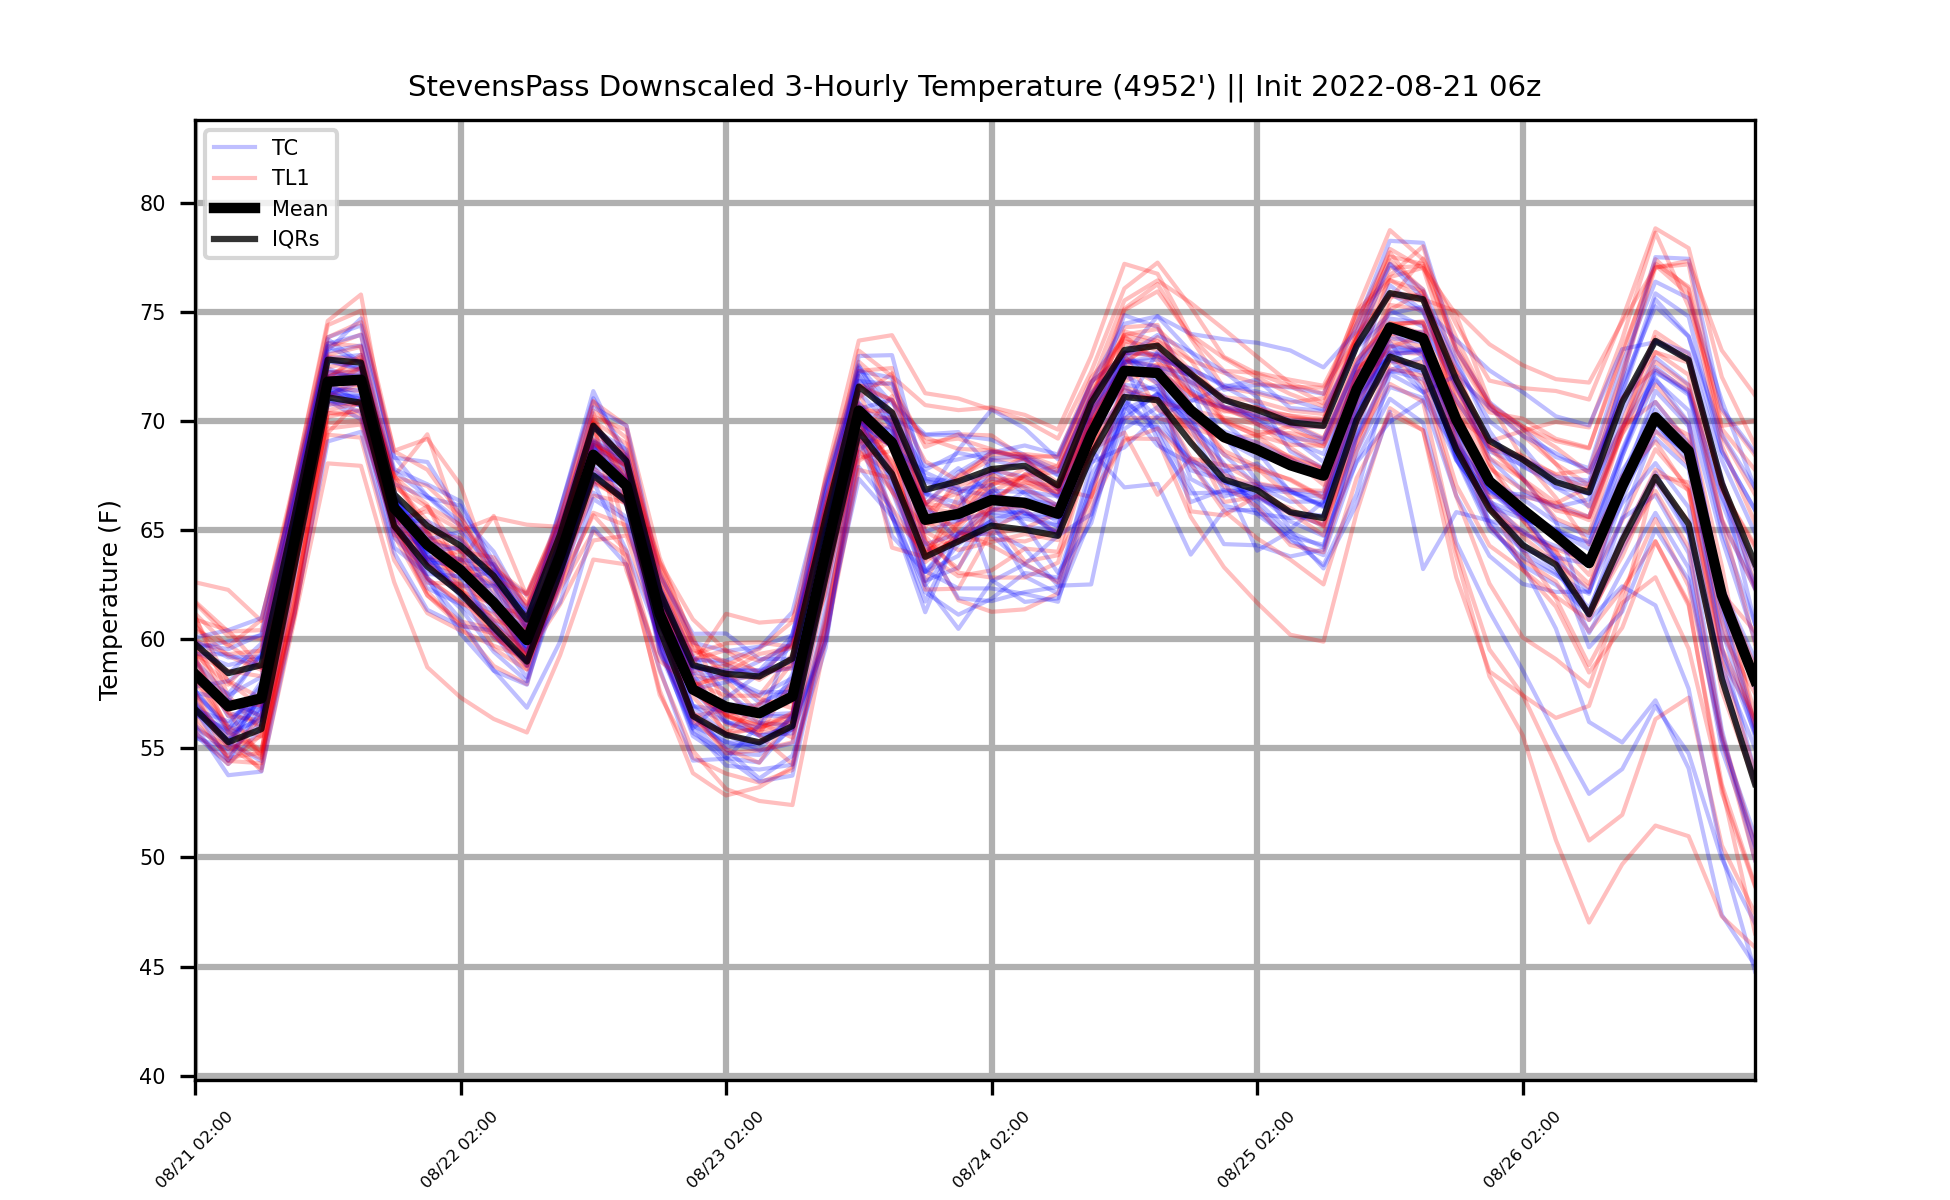 StevensPass Downscaled 3-Hourly Temperature (4952') || Init 2022-08-21 06z
TC
TL1
Mean
IQRs
Temperature (F)
80
75
70
65
60
55
50
45
40
08/21 02:00
08/22 02:00
08/23 02:00
08/24 02:00
08/25 02:00
08/26 02:00